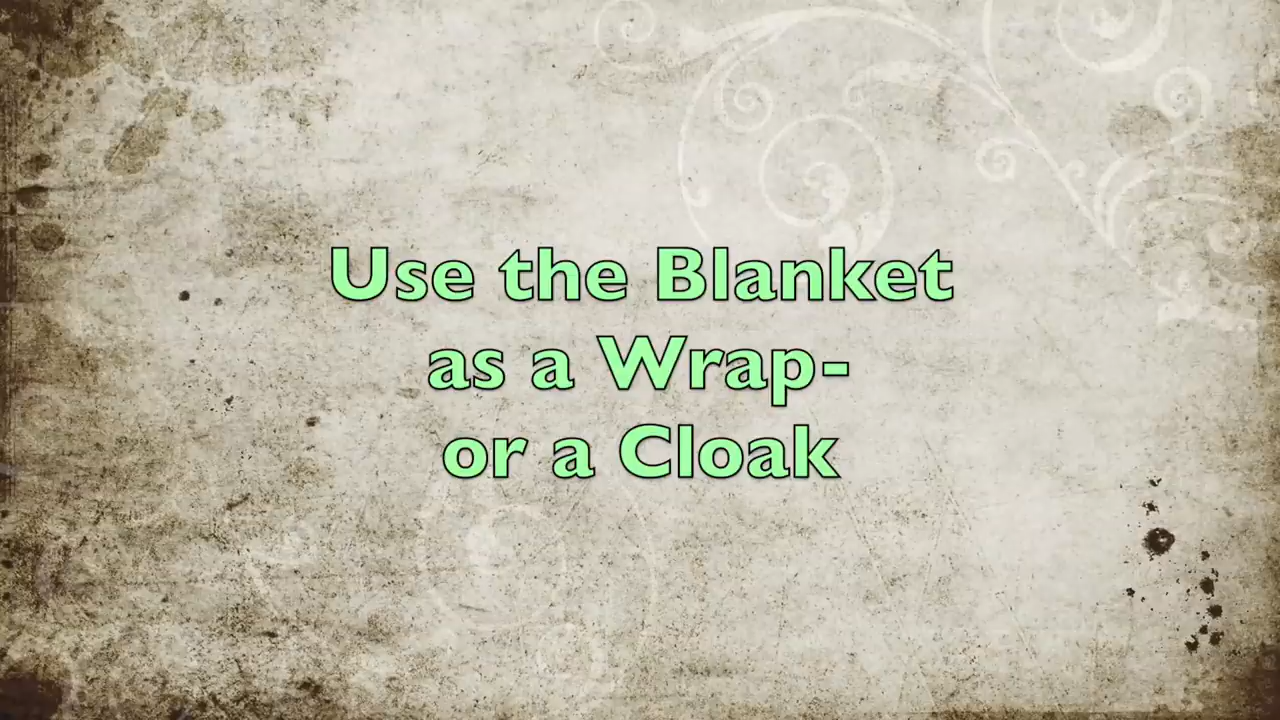 Use the Blanket
as a Wrap-
or a Cloak